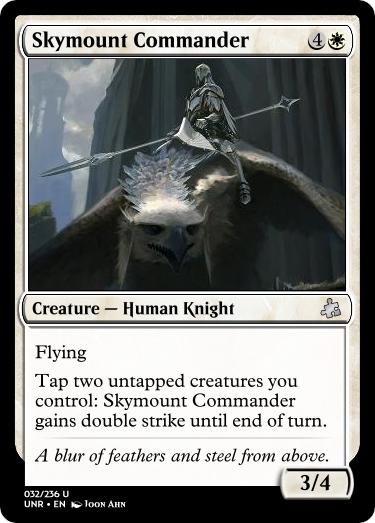 Skymount Commander 4
Creature — Human Knight
Flying
Tap two untapped creatures you
control: Skymount Commander
gains double strike until end of turn.
A blur of feathers and steel from above.
3/4
032/236 U
UNR • EN Joon Ahn